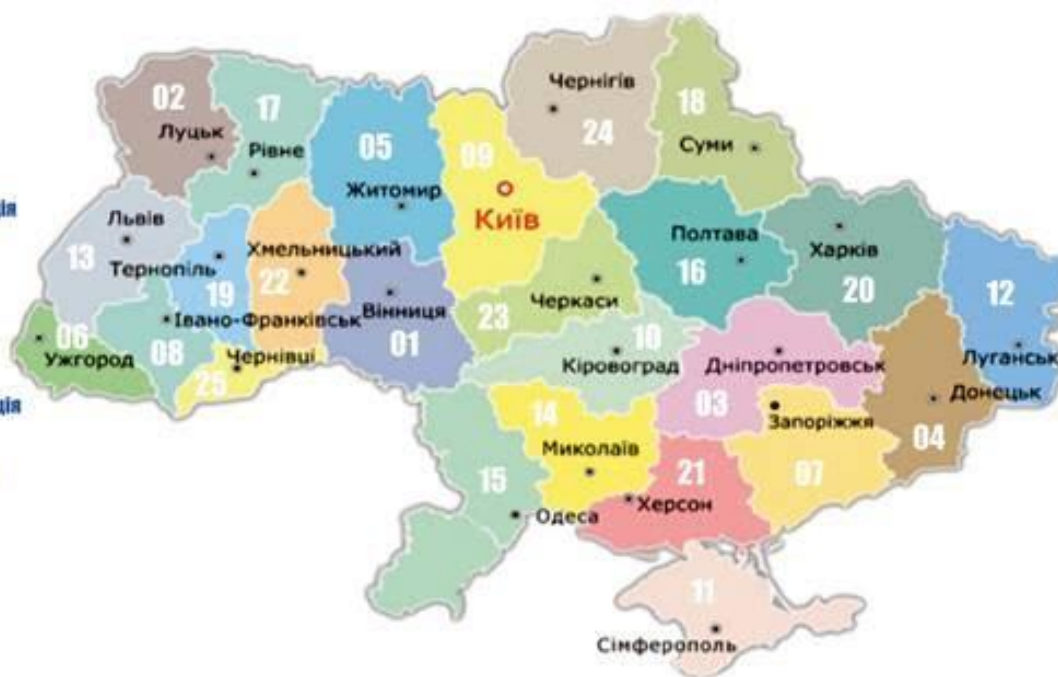 Чернігів
02
17
18
24
Луцьк
05
09
Суми
Рівне
Житомир
Київ
ція
Львів
Полтава
Харків
13
Хмельницький
Тернопіль
22
16
20
12
19
Вінниця
Черкаси
23
Івано-Франківськ
06
08
01
10
Ужгород
Чернівці
Кіровоград
Дніпропетровськ
Луганськ
25
03
Донецьк
ція
14
Запоріжжя
04
Миколаїв
15
21
07
Одеса
Херсон
11
Сімферополь